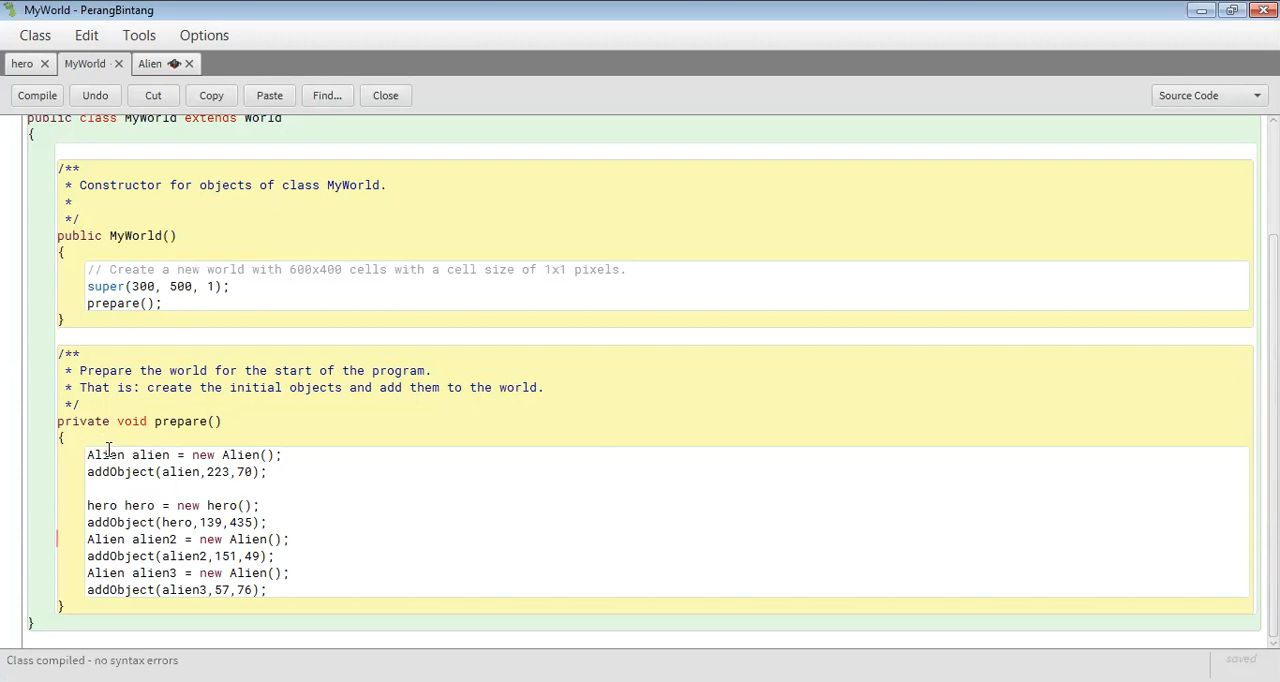 MyWorld - PerangBintang
Class Edit Tools Options
hero MyWorld Alien
Compile Undo Cut Copy Paste Find... Close Source Code
public class MyWorld extends World
{
/**
* Constructor for objects of class MyWorld.
*
*/
public MyWorld()
{
// Create a new world with 600x400 cells with a cell size of 1x1 pixels.
super(300, 500, 1);
prepare();
}
/**
* Prepare the world for the start of the program.
* That is: create the initial objects and add them to the world.
*/
private void prepare()
{
Alien alien = new Alien();
addObject(alien,223,70);
hero hero = new hero();
addObject(hero,139,435);
Alien alien2 = new Alien();
addObject(alien2,151,49);
Alien alien3 = new Alien();
addObject(alien3,57,76);
}
}
Class compiled - no syntax errors saved